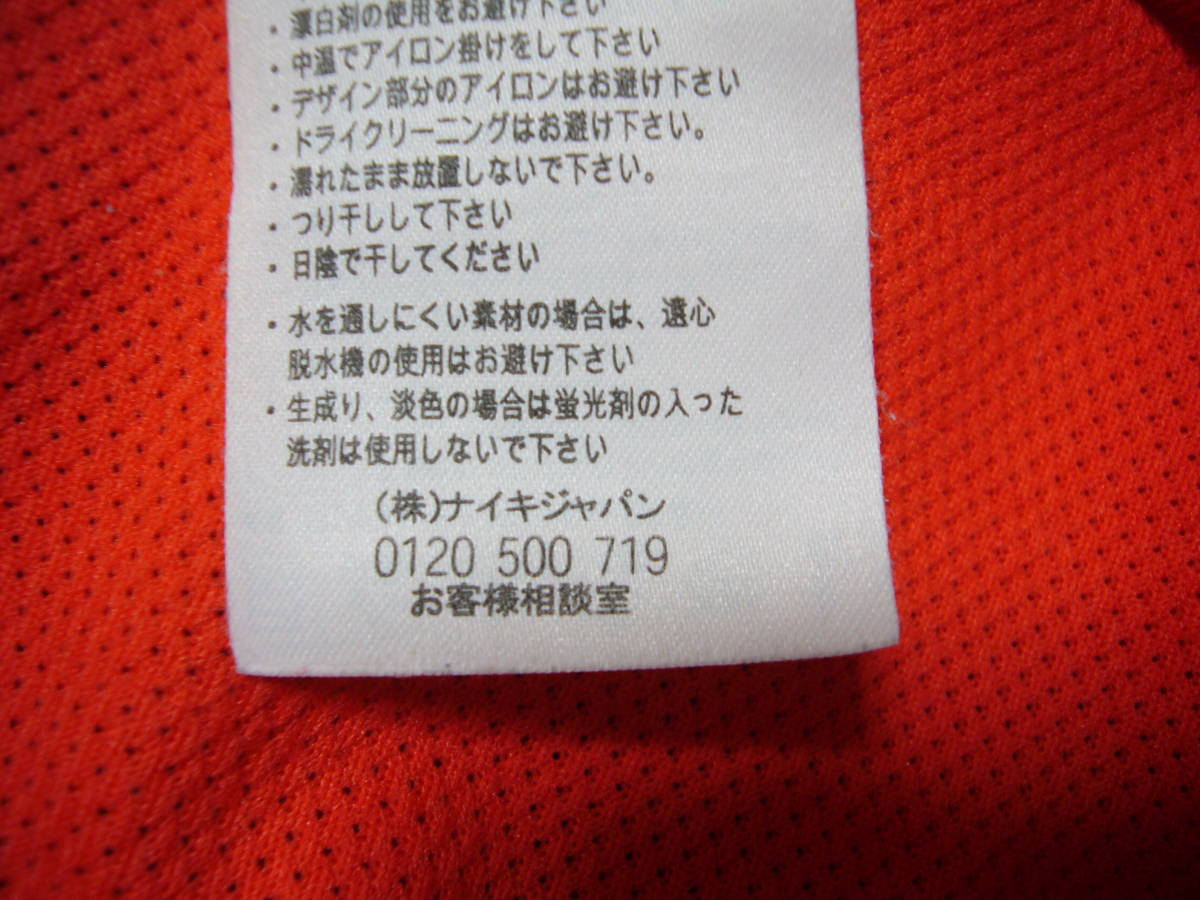 ・漂白剤の使用をお避け下さい
・中温でアイロン掛けをして下さい
・デザイン部分のアイロンはお避け下さい
・ドライクリーニングはお避け下さい。
・濡れたまま放置しないで下さい。
・つり干しして下さい
・日陰で干してください
・水を通しにくい素材の場合は、遠心
脱水機の使用はお避け下さい
・生成り、淡色の場合は蛍光剤の入った
洗剤は使用しないで下さい
(株)ナイキジャパン
0120 500 719
お客様相談室